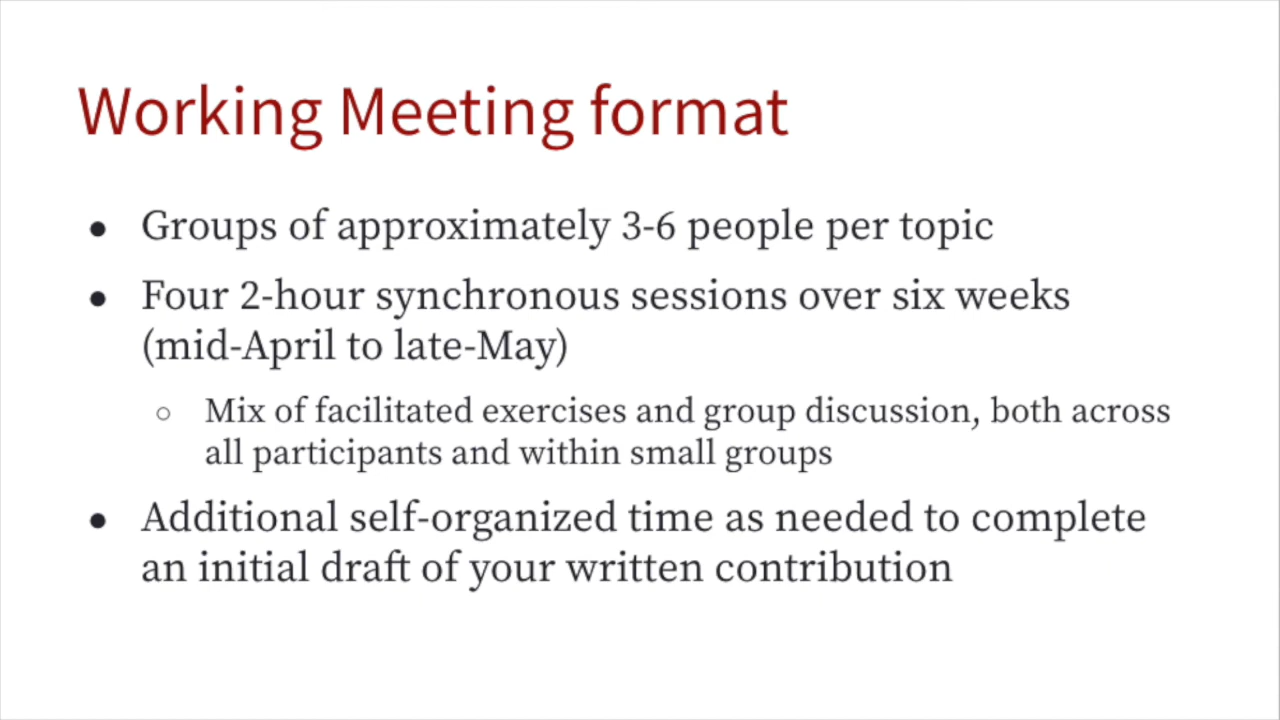 Working Meeting format
● Groups of approximately 3-6 people per topic
● Four 2-hour synchronous sessions over six weeks
(mid-April to late-May)
○ Mix of facilitated exercises and group discussion, both across
all participants and within small groups
● Additional self-organized time as needed to complete
an initial draft of your written contribution